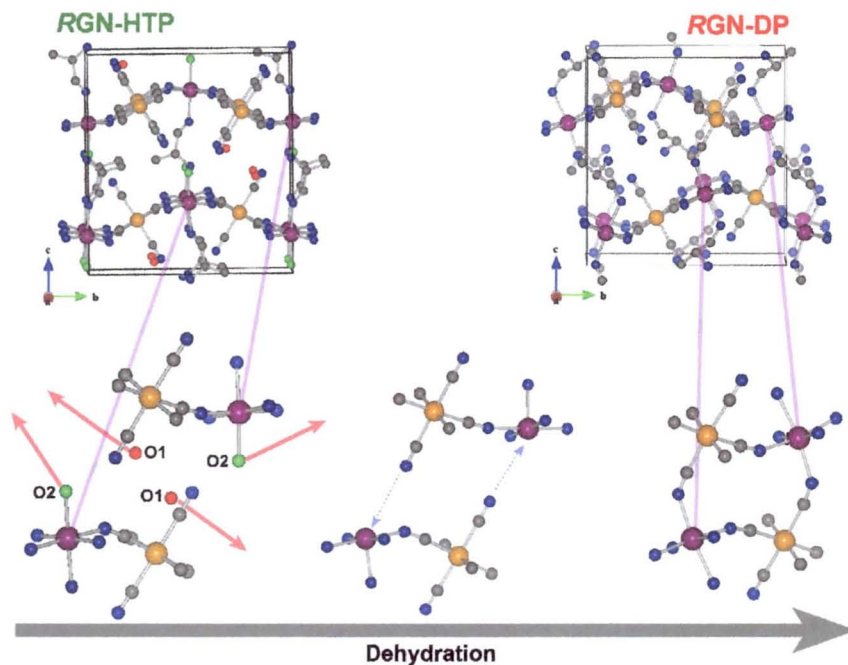 RGN-HTP
RGN-DP
c
a
b
c
a
b
O1
O2
O2
O1
Dehydration